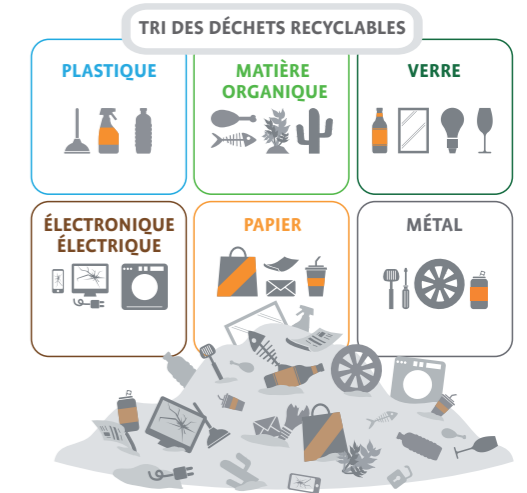 TRI DES DÉCHETS RECYCLABLES
PLASTIQUE
MATIÈRE
ORGANIQUE
VERRE
ÉLECTRONIQUE
ÉLECTRIQUE
PAPIER
MÉTAL